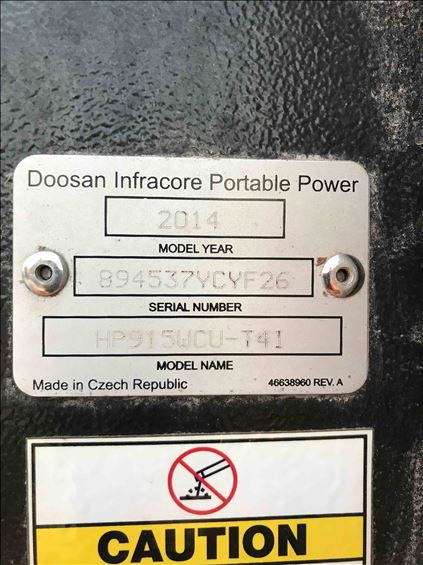 Doosan Infracore Portable Power
2014
MODEL YEAR
894537YCYF26
SERIAL NUMBER
HP915WCU-T4I
MODEL NAME
Made in Czech Republic 46638960 REV. A
CAUTION